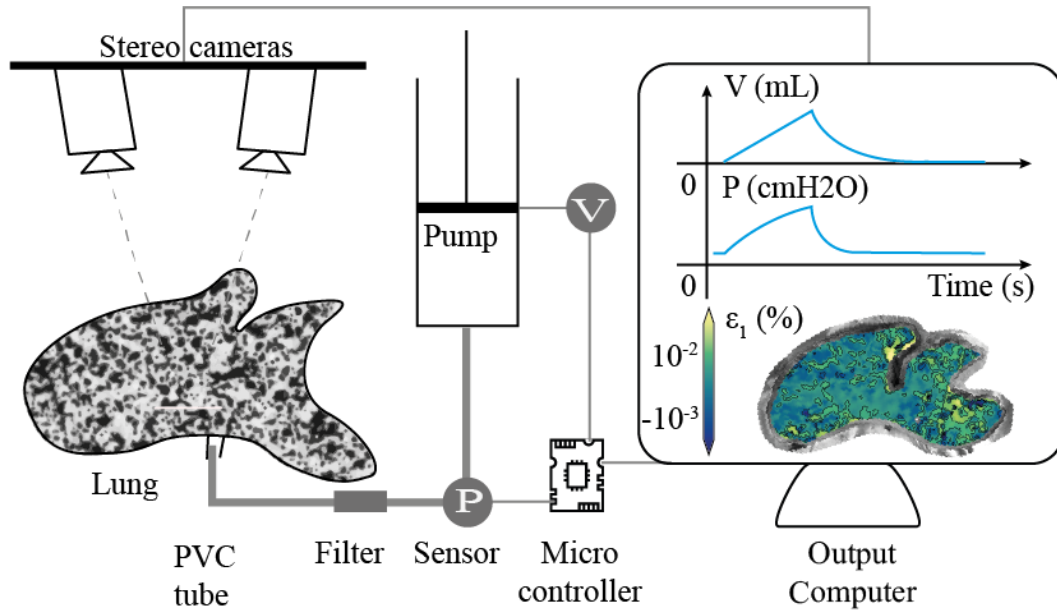 Stereo cameras
V (mL)
0
P (cmH2O)
0
Time (s)
V
Pump
ε₁ (%)
10⁻²
-10⁻³
Lung
P
PVC
tube
Filter
Sensor
Micro
controller
Output
Computer